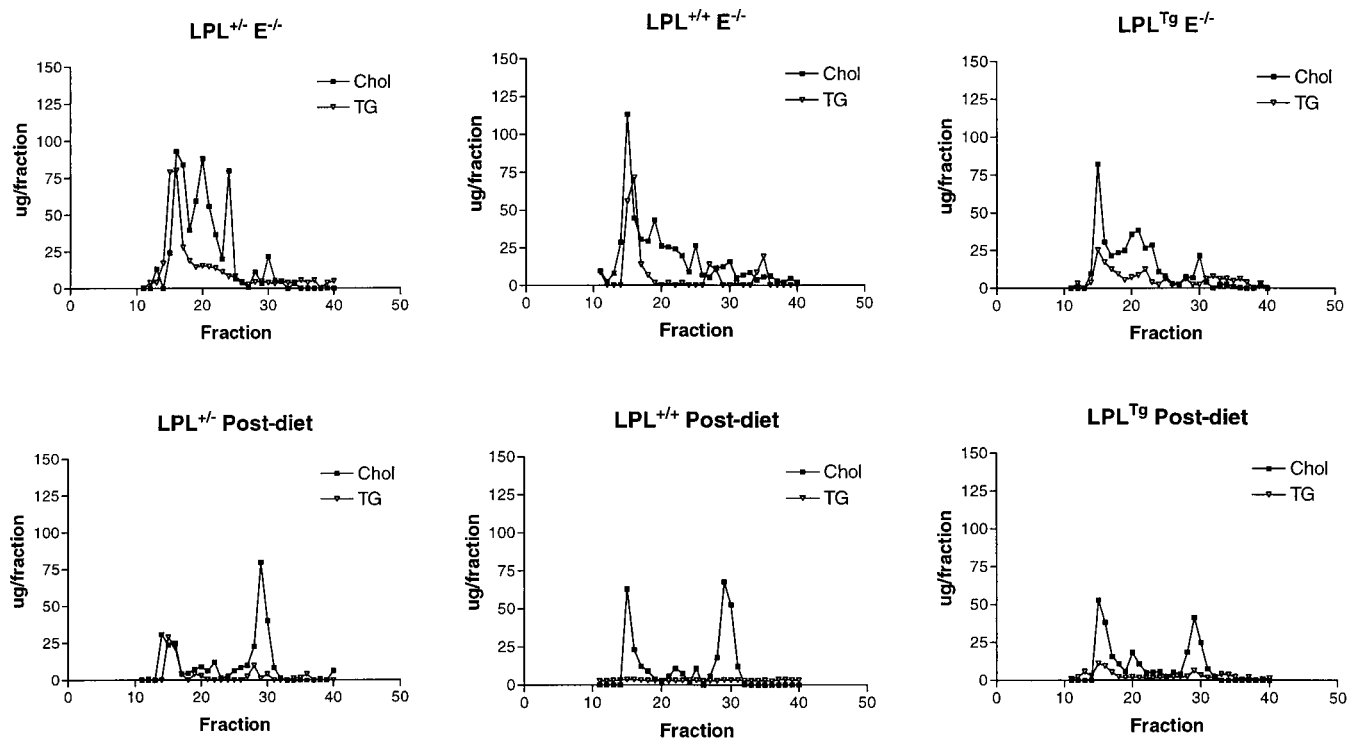 LPL+/- E-/-
150
125
100
75
50
25
0
ug/fraction
0 10 20 30 40 50
Fraction
Chol
TG
LPL+/+ E-/-
150
125
100
75
50
25
0
ug/fraction
0 10 20 30 40 50
Fraction
Chol
TG
LPLTg E-/-
150
125
100
75
50
25
0
ug/fraction
0 10 20 30 40 50
Fraction
Chol
TG
LPL+/- Post-diet
150
125
100
75
50
25
0
ug/fraction
0 10 20 30 40 50
Fraction
Chol
TG
LPL+/+ Post-diet
150
125
100
75
50
25
0
ug/fraction
0 10 20 30 40 50
Fraction
Chol
TG
LPLTg Post-diet
150
125
100
75
50
25
0
ug/fraction
0 10 20 30 40 50
Fraction
Chol
TG